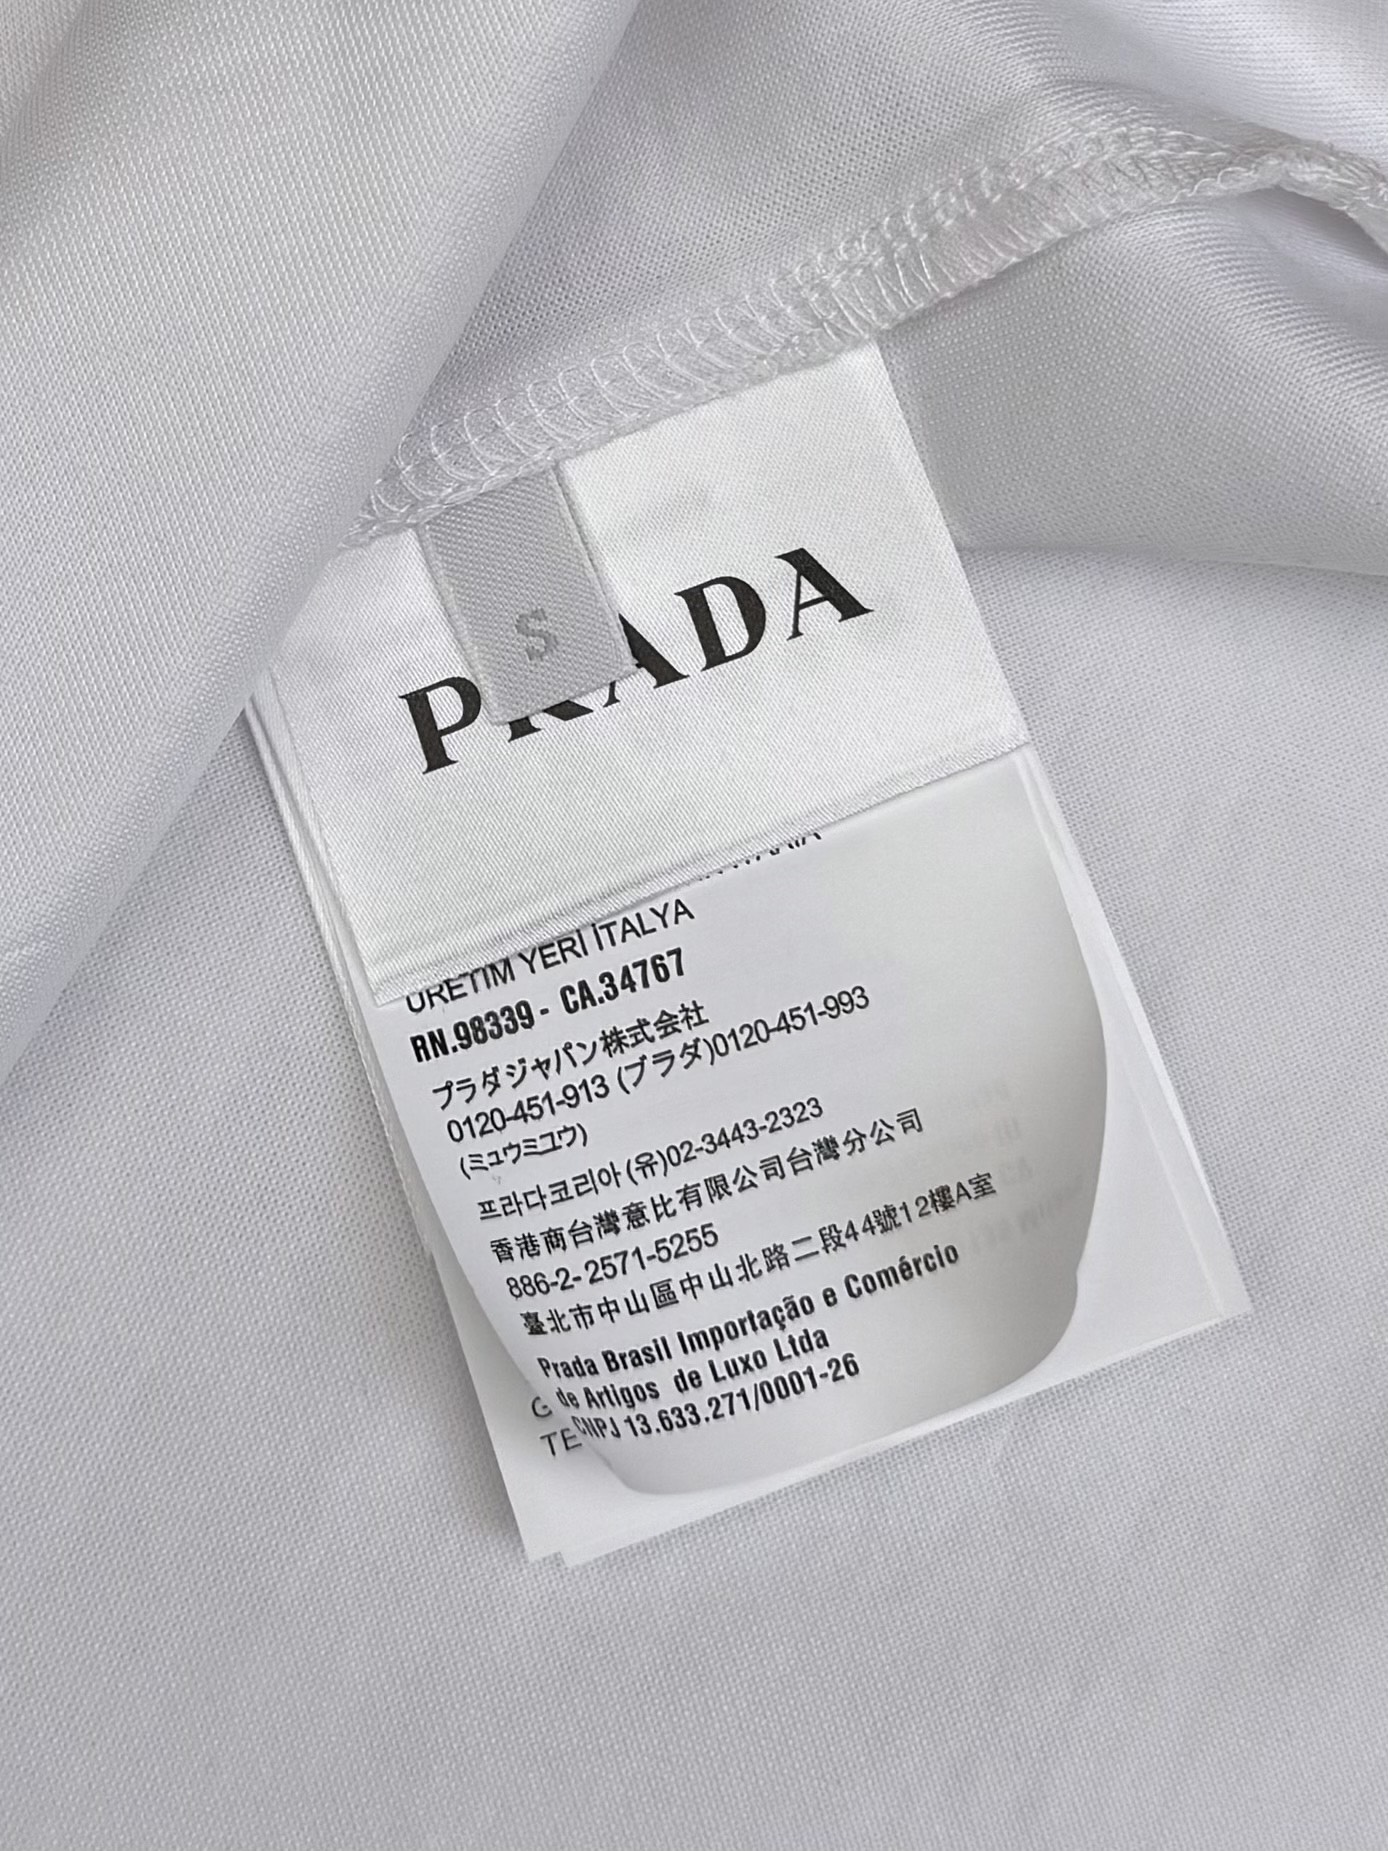 S
PRADA
ÜRETİM YERİ İTALYA
RN.98339 - CA.34767
プラダジャパン株式会社
0120-451-913 (プラダ)0120-451-993
(ミュウミユウ)
프라다코리아 (유)02-3443-2323
香港商台灣意比有限公司台灣分公司
886-2-2571-5255
臺北市中山區中山北路二段44號12樓A室
Prada Brasil Importação e Comércio
de Artigos de Luxo Ltda
CNPJ 13.633.271/0001-26
G
TE